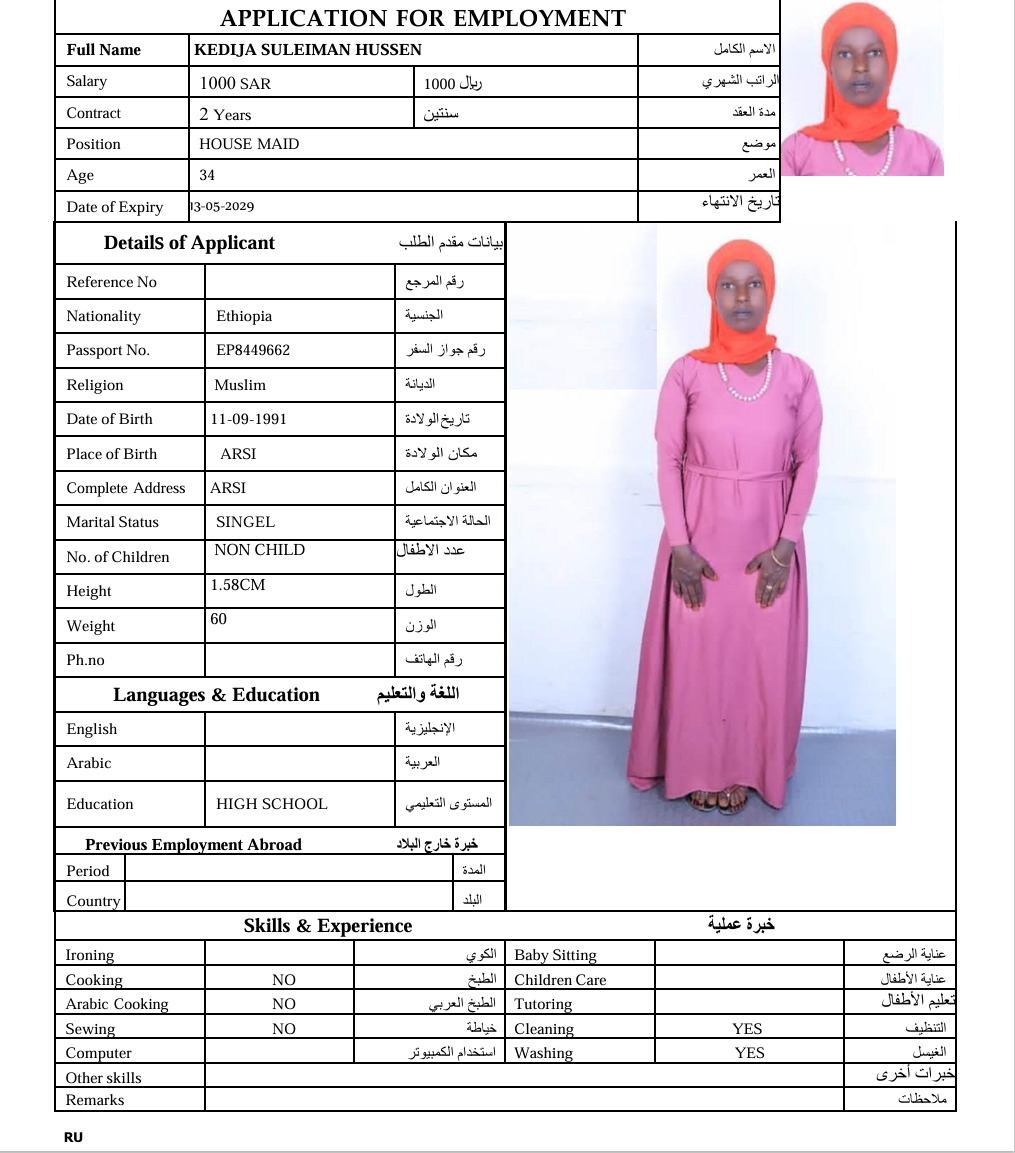 APPLICATION FOR EMPLOYMENT
Full Name KEDIJA SULEIMAN HUSSEN الاسم الكامل
Salary 1000 SAR 1000 ريال الراتب الشهري
Contract 2 Years سنتين مدة العقد
Position HOUSE MAID موضع
Age 34 العمر
Date of Expiry 13-05-2029 تاريخ الانتهاء
Details of Applicant بيانات مقدم الطلب
Reference No رقم المرجع
Nationality Ethiopia الجنسية
Passport No. EP8449662 رقم جواز السفر
Religion Muslim الديانة
Date of Birth 11-09-1991 تاريخ الولادة
Place of Birth ARSI مكان الولادة
Complete Address ARSI العنوان الكامل
Marital Status SINGEL الحالة الاجتماعية
No. of Children NON CHILD عدد الاطفال
Height 1.58CM الطول
Weight 60 الوزن
Ph.no رقم الهاتف
Languages & Education اللغة والتعليم
English الإنجليزية
Arabic العربية
Education HIGH SCHOOL المستوى التعليمي
Previous Employment Abroad خبرة خارج البلاد
Period المدة
Country البلد
Skills & Experience خبرة عملية
Ironing الكوي Baby Sitting عناية الرضع
Cooking NO الطبخ Children Care عناية الأطفال
Arabic Cooking NO الطبخ العربي Tutoring تعليم الأطفال
Sewing NO خياطة Cleaning YES التنظيف
Computer استخدام الكمبيوتر Washing YES الغيسل
Other skills خبرات أخرى
Remarks ملاحظات
RU